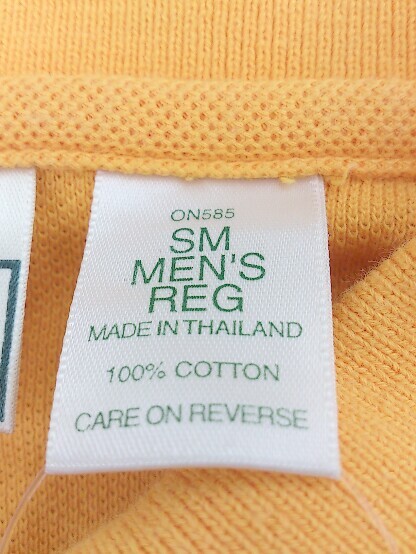 ON585
SM
MEN'S
REG
MADE IN THAILAND
100% COTTON
CARE ON REVERSE